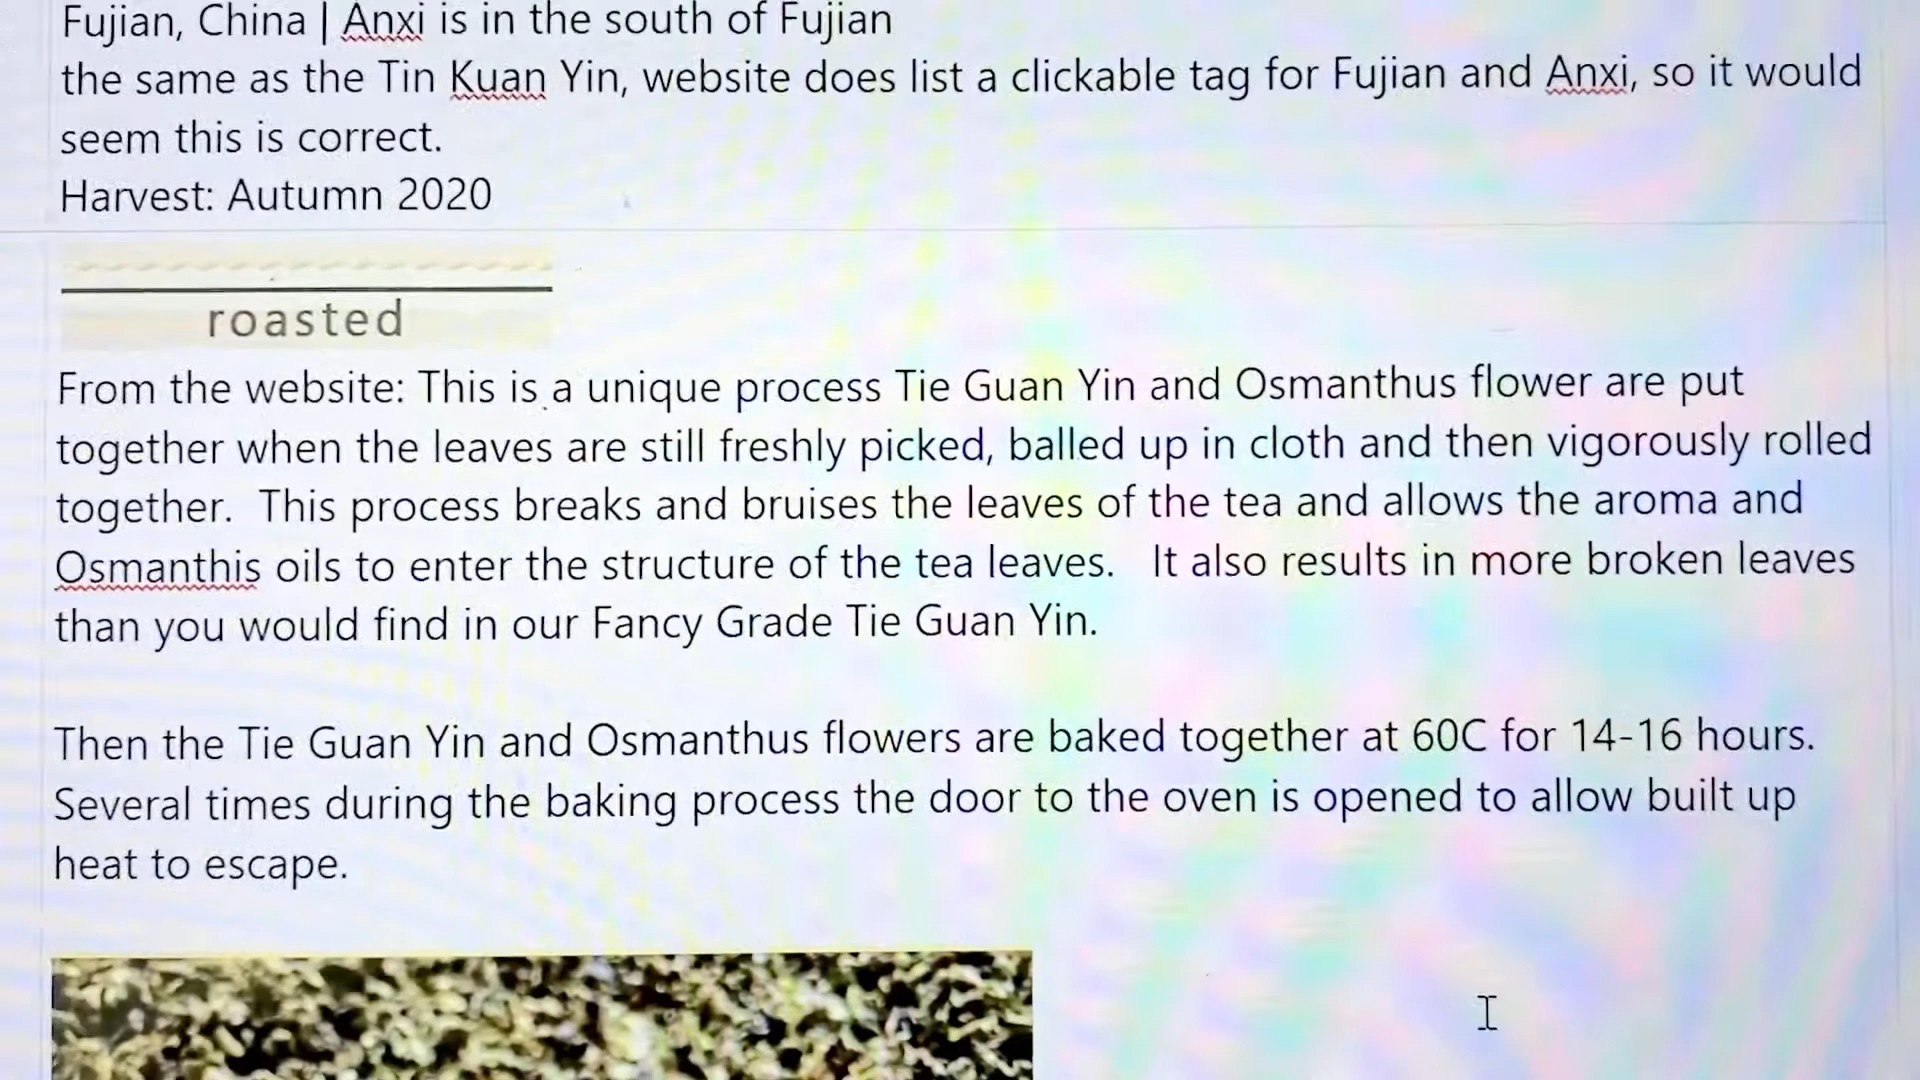 Fujian, China | Anxi is in the south of Fujian
the same as the Tin Kuan Yin, website does list a clickable tag for Fujian and Anxi, so it would
seem this is correct.
Harvest: Autumn 2020
roasted
From the website: This is a unique process Tie Guan Yin and Osmanthus flower are put
together when the leaves are still freshly picked, balled up in cloth and then vigorously rolled
together. This process breaks and bruises the leaves of the tea and allows the aroma and
Osmanthis oils to enter the structure of the tea leaves. It also results in more broken leaves
than you would find in our Fancy Grade Tie Guan Yin.
Then the Tie Guan Yin and Osmanthus flowers are baked together at 60C for 14-16 hours.
Several times during the baking process the door to the oven is opened to allow built up
heat to escape.